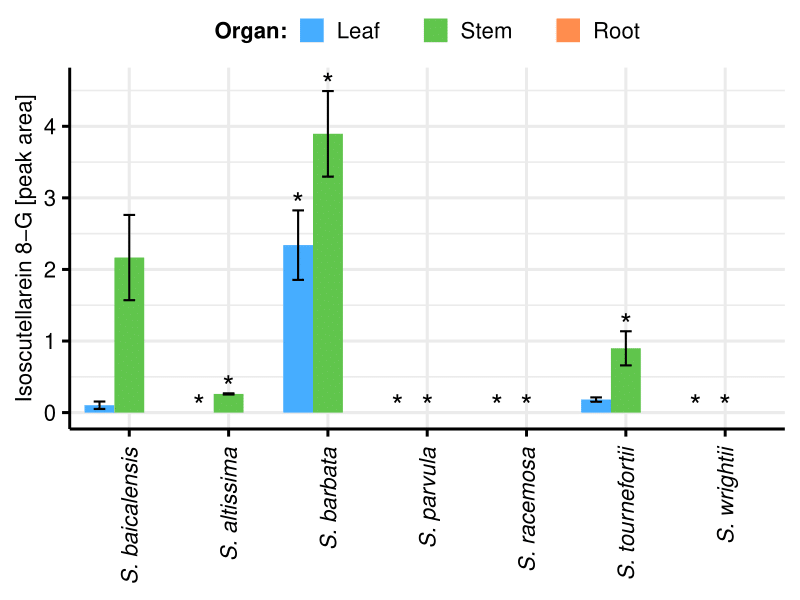 Organ: Leaf Stem Root
Isoscutellarein 8−G [peak area]
4
3
2
1
0
* * * * * * * * * * *
S. baicalensis
S. altissima
S. barbata
S. parvula
S. racemosa
S. tournefortii
S. wrightii